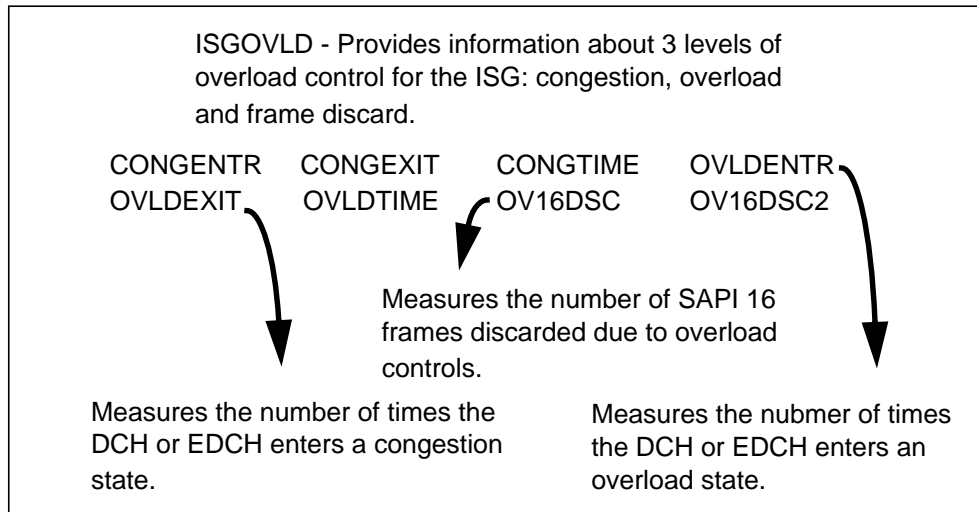 ISGOVLD - Provides information about 3 levels of
overload control for the ISG: congestion, overload
and frame discard.
CONGENTR CONGEXIT CONGTIME OVLDENTR
OVLDEXIT OVLDTIME OV16DSC OV16DSC2
Measures the number of SAPI 16
frames discarded due to overload
controls.
Measures the number of times the
DCH or EDCH enters a congestion
state.
Measures the nubmer of times
the DCH or EDCH enters an
overload state.